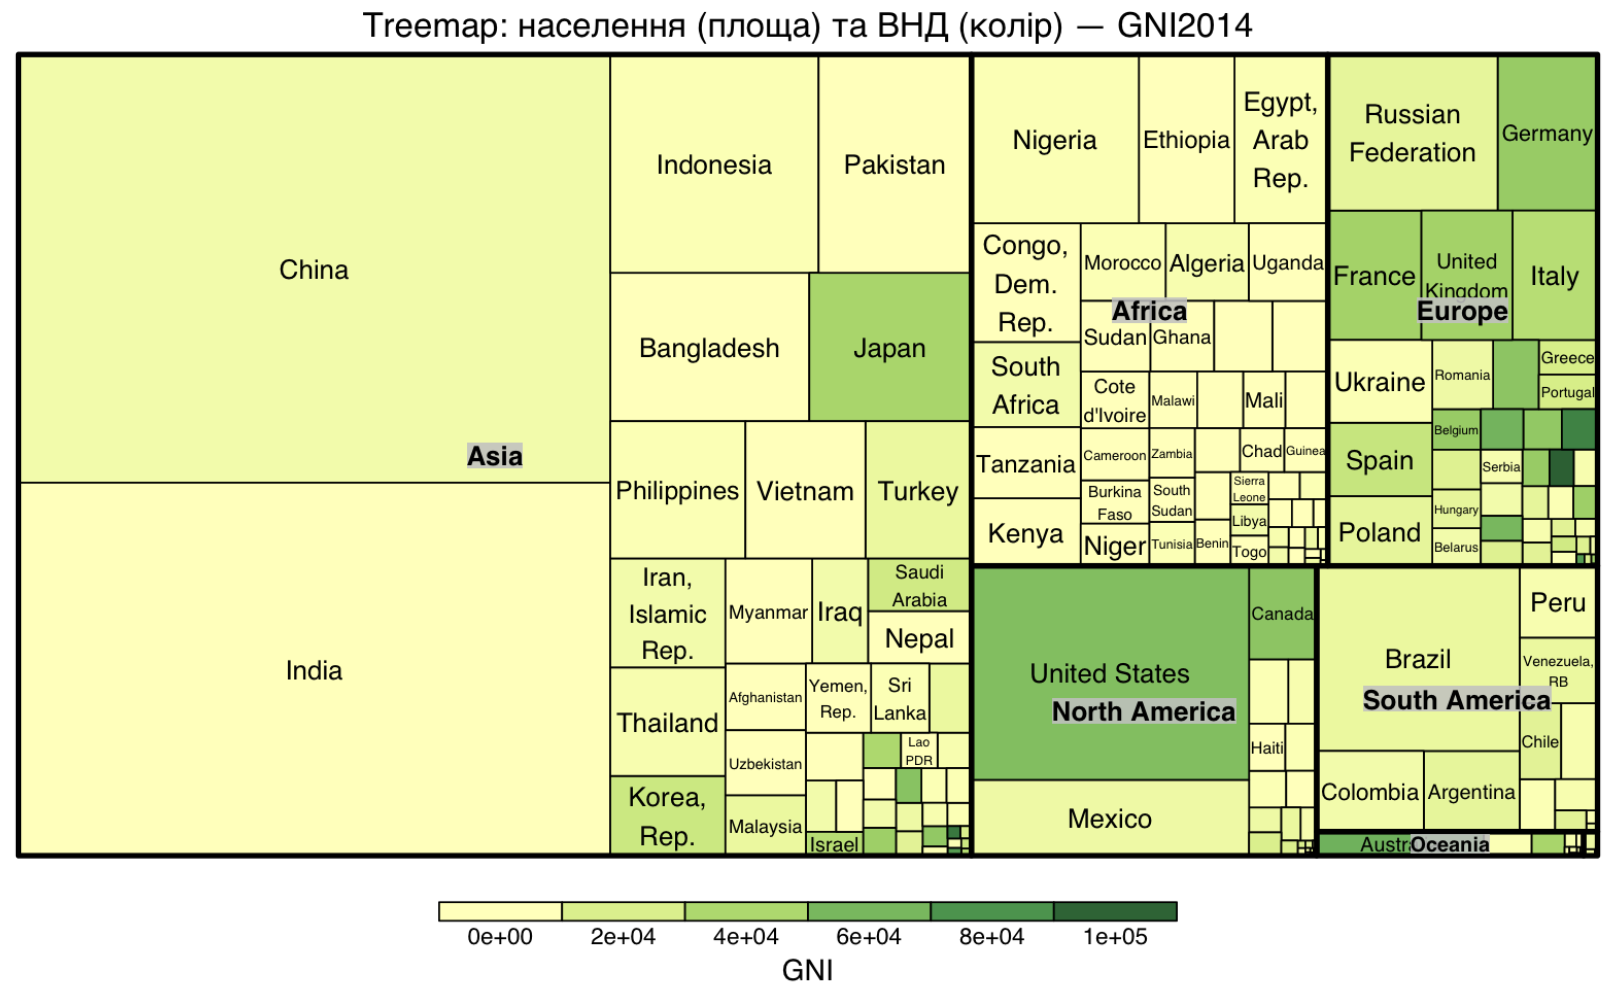 Treemap: населення (площа) та ВНД (колір) — GNI2014
China
India
Asia
Indonesia
Pakistan
Bangladesh
Japan
Philippines
Vietnam
Turkey
Iran,
Islamic
Rep.
Myanmar
Iraq
Saudi
Arabia
Nepal
Thailand
Afghanistan
Yemen,
Rep.
Sri
Lanka
Uzbekistan
Lao
PDR
Korea,
Rep.
Malaysia
Israel
Nigeria
Ethiopia
Egypt,
Arab
Rep.
Congo,
Dem.
Rep.
Morocco
Algeria
Uganda
Africa
Sudan
Ghana
South
Africa
Cote
d'Ivoire
Malawi
Mali
Tanzania
Cameroon
Zambia
Chad
Guinea
Kenya
Burkina
Faso
South
Sudan
Sierra
Leone
Libya
Niger
Tunisia
Benin
Togo
Russian
Federation
Germany
France
United
Kingdom
Italy
Europe
Ukraine
Romania
Greece
Portugal
Belgium
Spain
Serbia
Poland
Hungary
Belarus
United States
North America
Canada
Mexico
Haiti
Brazil
South America
Peru
Venezuela,
RB
Chile
Colombia
Argentina
Austr
Oceania
0e+00 2e+04 4e+04 6e+04 8e+04 1e+05
GNI